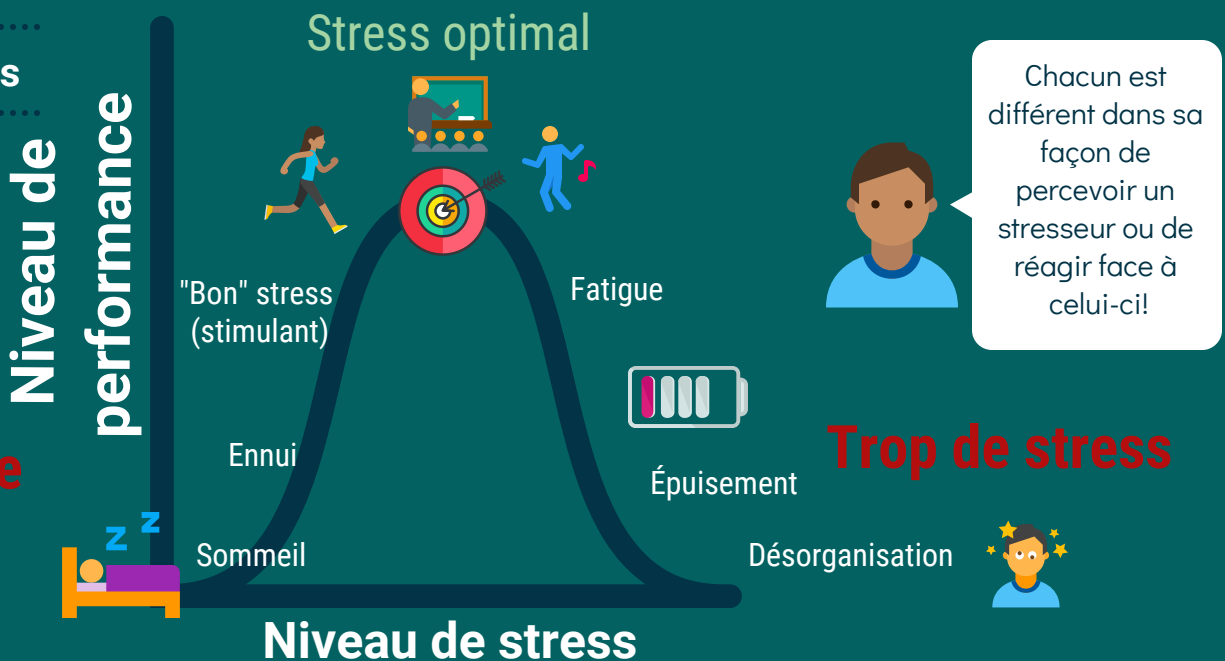 Stress optimal
s
Niveau de
performance
"Bon" stress
(stimulant)
Ennui
Sommeil
z z
Fatigue
Épuisement
Désorganisation
Trop de stress
e
Niveau de stress
Chacun est
différent dans sa
façon de
percevoir un
stresseur ou de
réagir face à
celui-ci!